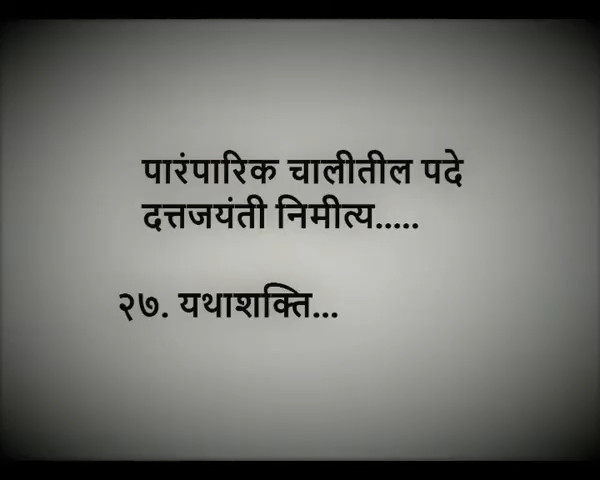 पारंपारिक चालीतील पदे
दत्तजयंती निमीत्य.....
२७. यथाशक्ति...